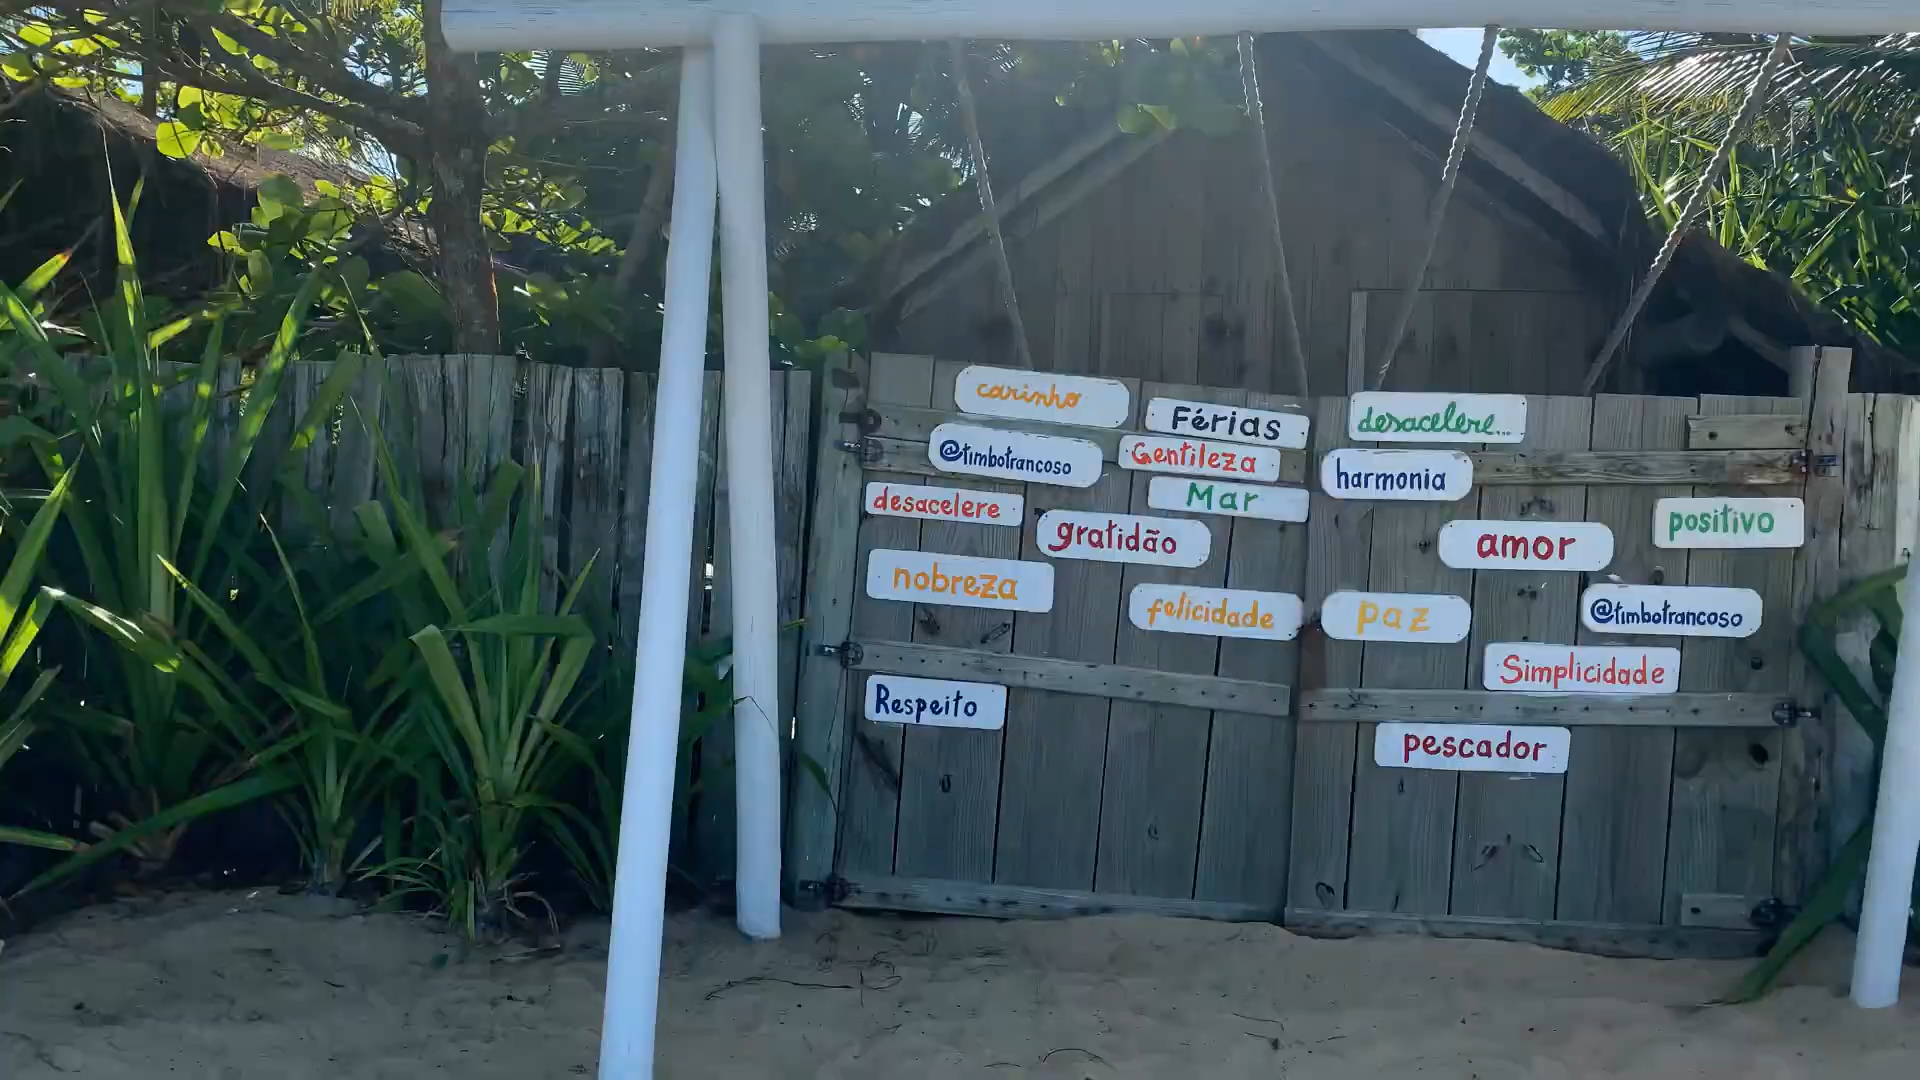 carinho
Férias
desacelere...
@timbotrancoso
Gentileza
harmonia
desacelere
Mar
positivo
gratidão
amor
nobreza
felicidade
paz
@timbotrancoso
Simplicidade
Respeito
pescador